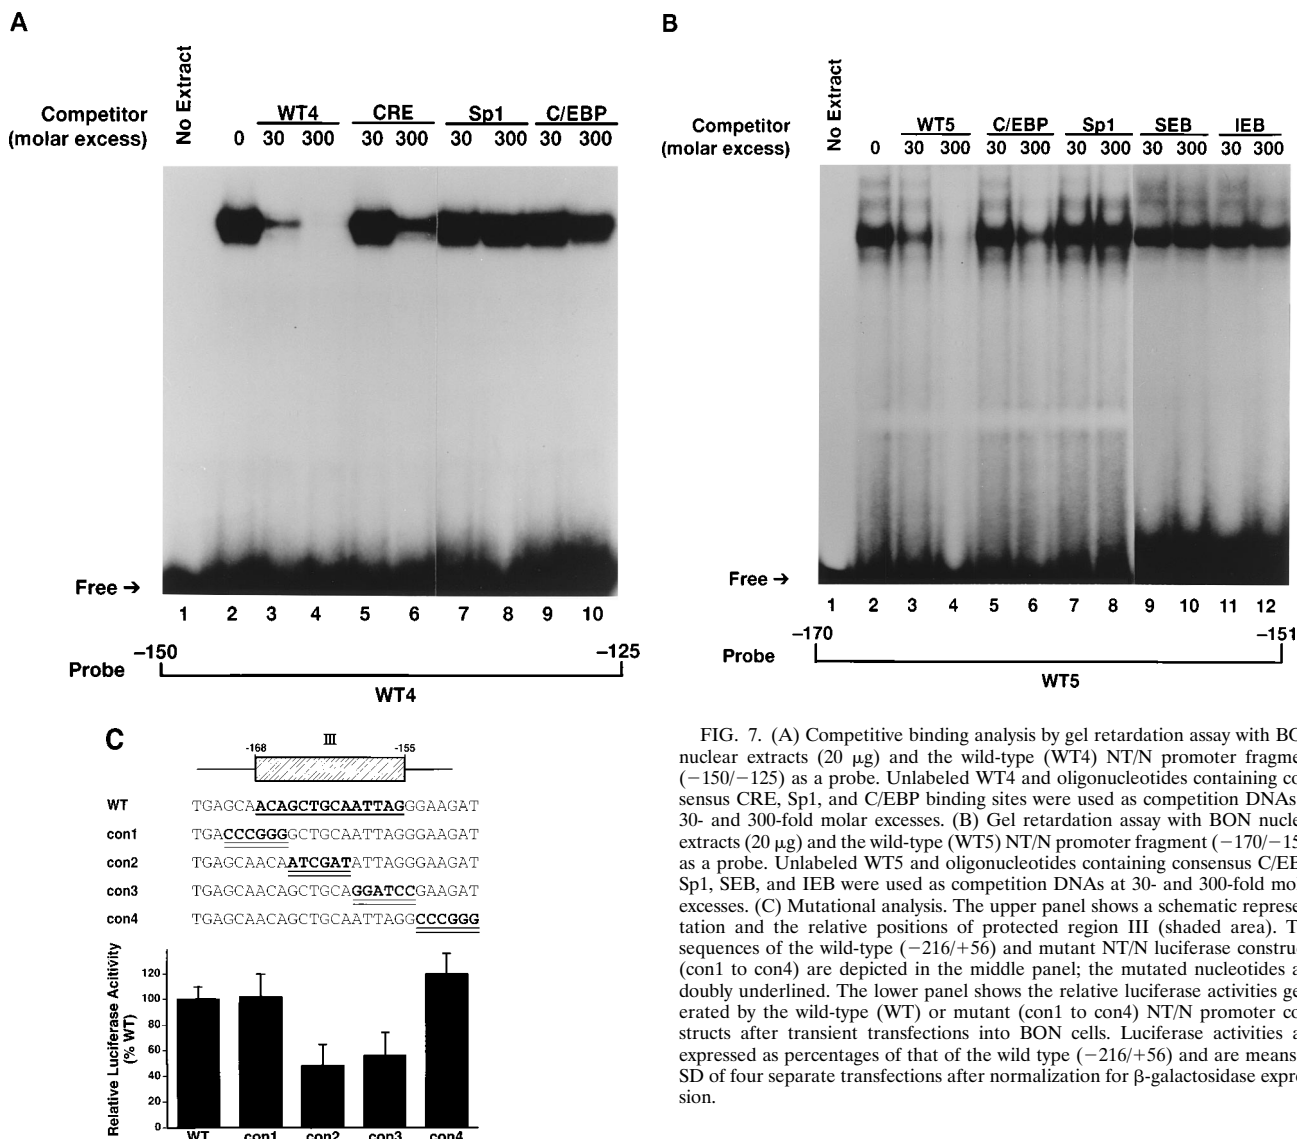 A
No Extract
Competitor WT4 CRE Sp1 C/EBP
(molar excess) 0 30 300 30 300 30 300 30 300
Free →
1 2 3 4 5 6 7 8 9 10
−150 −125
Probe
WT4
B
No Extract
Competitor WT5 C/EBP Sp1 SEB IEB
(molar excess) 0 30 300 30 300 30 300 30 300 30 300
Free →
1 2 3 4 5 6 7 8 9 10 11 12
−170 −151
Probe
WT5
C
III
-168 -155
WT TGAGCAACAGCTGCAATTAGGGAAGAT
con1 TGACCCGGGGCTGCAATTAGGGAAGAT
con2 TGAGCAACAATCGATATTAGGGAAGAT
con3 TGAGCAACAGCTGCAGGATCCGAAGAT
con4 TGAGCAACAGCTGCAATTAGGCCCGGG
Relative Luciferase Acitivity
(% WT)
120
100
80
60
40
20
0
WT con1 con2 con3 con4
FIG. 7. (A) Competitive binding analysis by gel retardation assay with BO
nuclear extracts (20 μg) and the wild-type (WT4) NT/N promoter fragme
(−150/−125) as a probe. Unlabeled WT4 and oligonucleotides containing co
sensus CRE, Sp1, and C/EBP binding sites were used as competition DNAs
30- and 300-fold molar excesses. (B) Gel retardation assay with BON nucle
extracts (20 μg) and the wild-type (WT5) NT/N promoter fragment (−170/−15
as a probe. Unlabeled WT5 and oligonucleotides containing consensus C/EB
Sp1, SEB, and IEB were used as competition DNAs at 30- and 300-fold mo
excesses. (C) Mutational analysis. The upper panel shows a schematic represe
tation and the relative positions of protected region III (shaded area). T
sequences of the wild-type (−216/+56) and mutant NT/N luciferase constru
(con1 to con4) are depicted in the middle panel; the mutated nucleotides a
doubly underlined. The lower panel shows the relative luciferase activities ge
erated by the wild-type (WT) or mutant (con1 to con4) NT/N promoter co
structs after transient transfections into BON cells. Luciferase activities a
expressed as percentages of that of the wild type (−216/+56) and are means
SD of four separate transfections after normalization for β-galactosidase expre
sion.